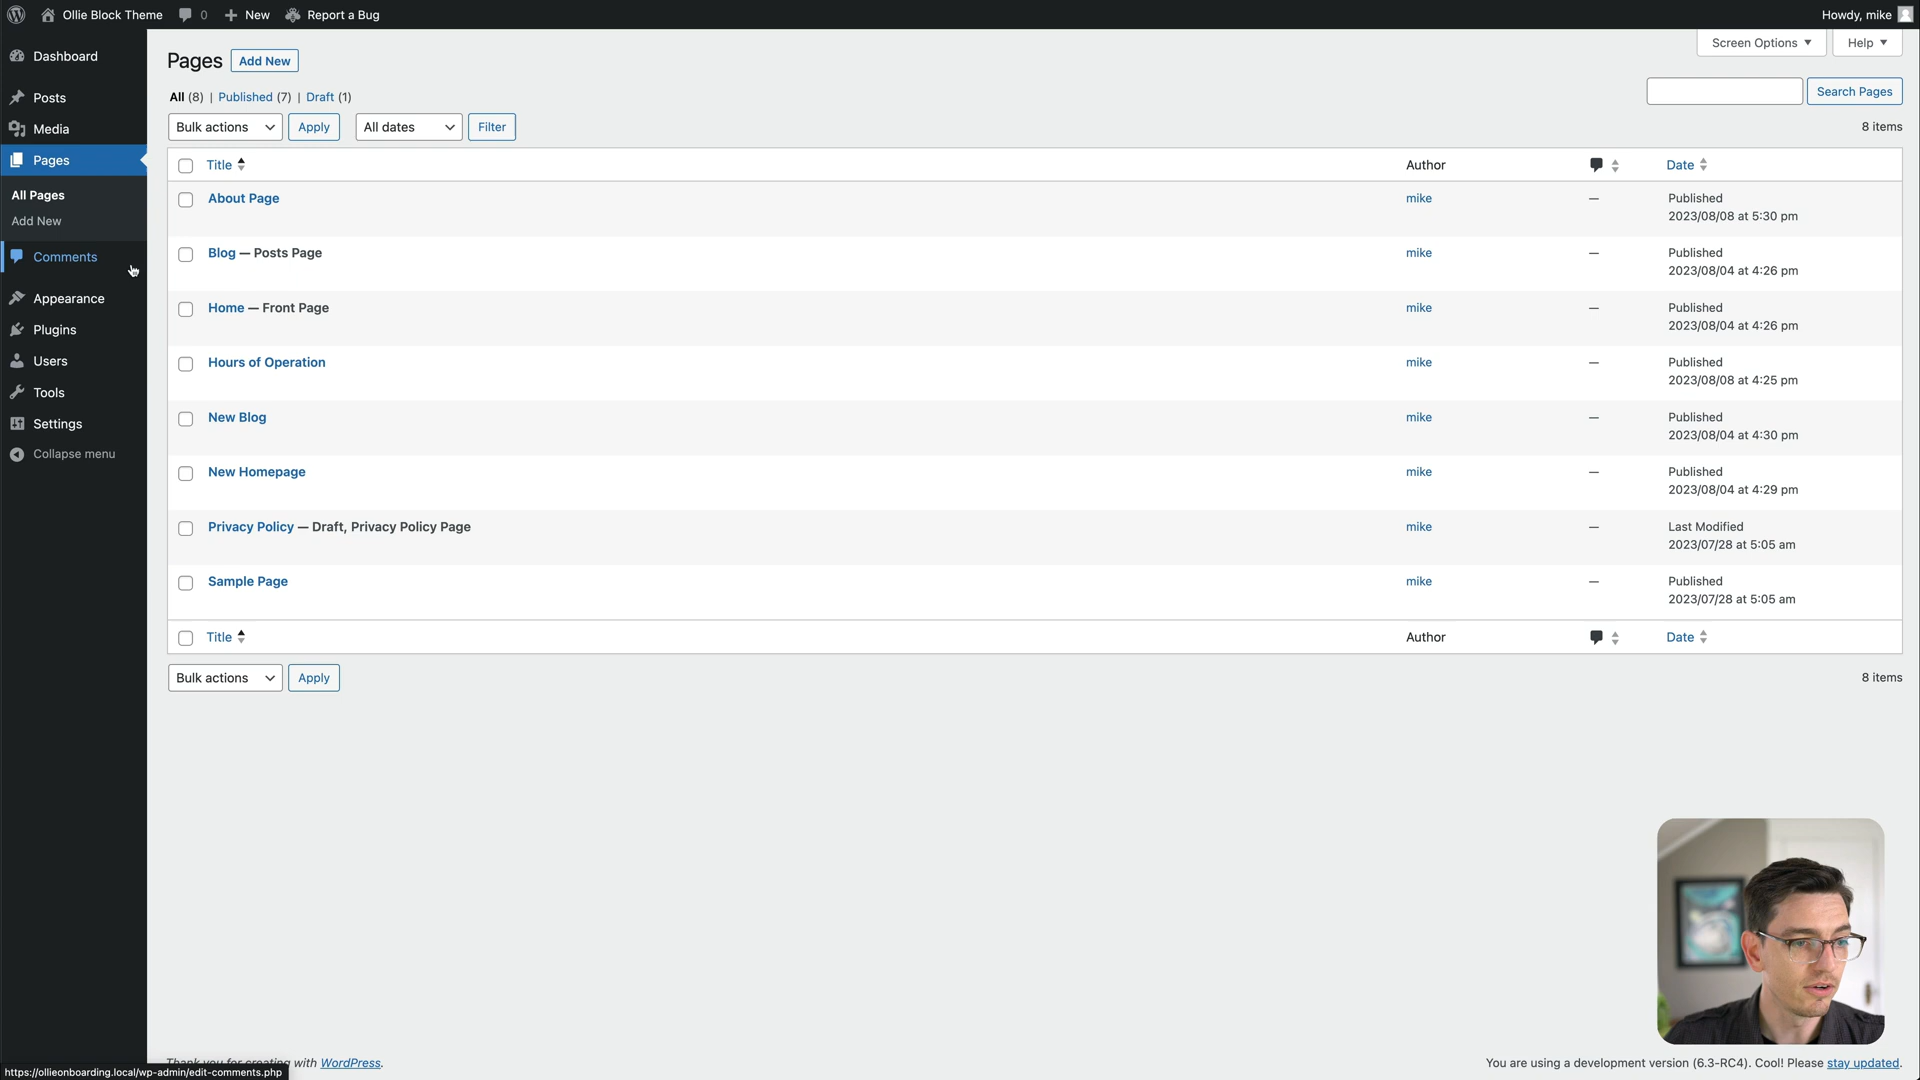 Ollie Block Theme 0 New Report a Bug Howdy, mike
Dashboard
Posts
Media
Pages
All Pages
Add New
Comments
Appearance
Plugins
Users
Tools
Settings
Collapse menu
Screen Options Help
Pages Add New
All (8) | Published (7) | Draft (1)
Search Pages
Bulk actions Apply All dates Filter 8 items
Title Author Date
About Page mike — Published
2023/08/08 at 5:30 pm
Blog — Posts Page mike — Published
2023/08/04 at 4:26 pm
Home — Front Page mike — Published
2023/08/04 at 4:26 pm
Hours of Operation mike — Published
2023/08/08 at 4:25 pm
New Blog mike — Published
2023/08/04 at 4:30 pm
New Homepage mike — Published
2023/08/04 at 4:29 pm
Privacy Policy — Draft, Privacy Policy Page mike — Last Modified
2023/07/28 at 5:05 am
Sample Page mike — Published
2023/07/28 at 5:05 am
Title Author Date
Bulk actions Apply 8 items
Thank you for creating with WordPress. You are using a development version (6.3-RC4). Cool! Please stay updated.
https://ollieonboarding.local/wp-admin/edit-comments.php